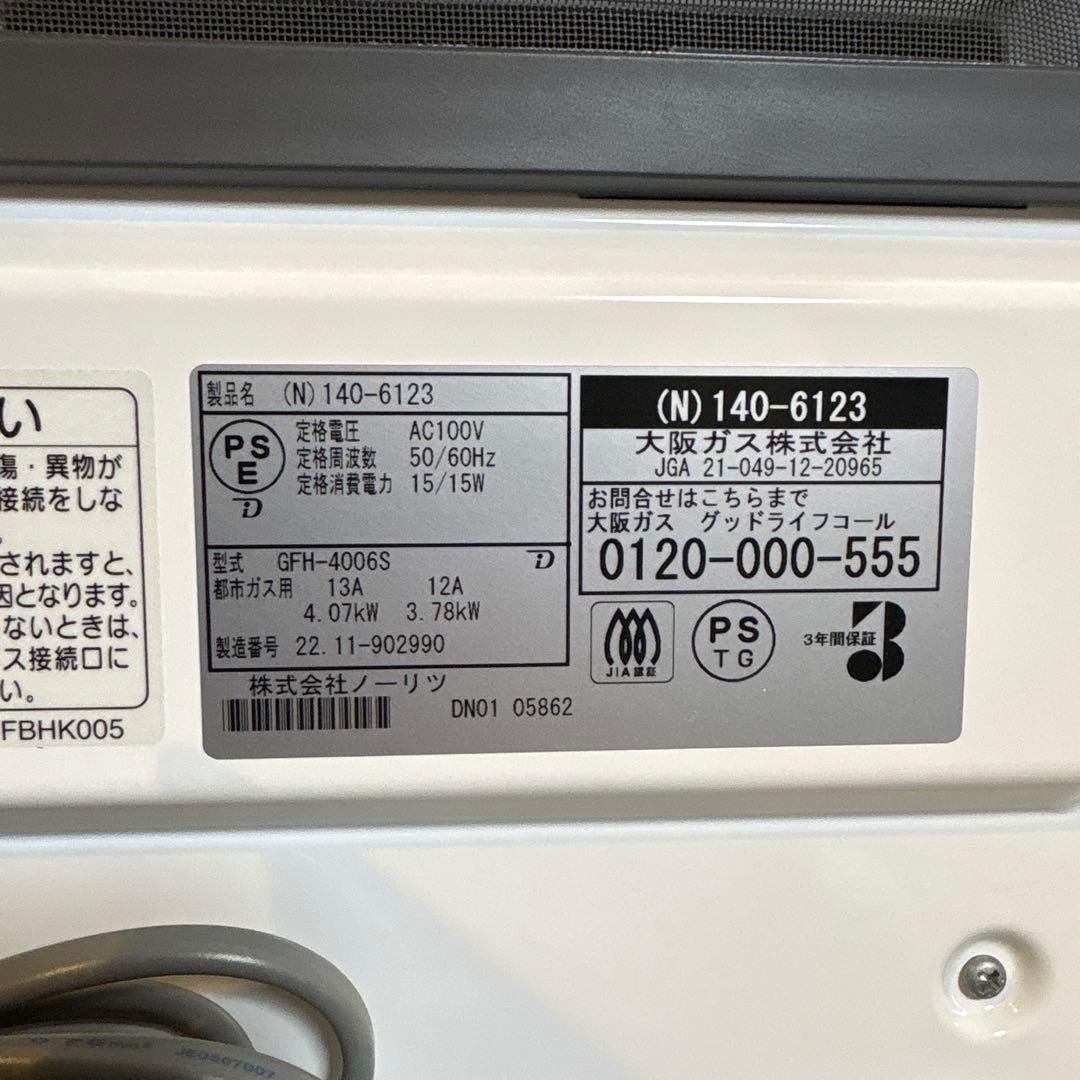 い
傷・異物が
接続をしな
されますと、
因となります。
ないときは、
ス接続口に
い。
FBHK005
製品名 (N)140-6123
PS
E
定格電圧 AC100V
定格周波数 50/60Hz
定格消費電力 15/15W
型式 GFH-4006S
都市ガス用 13A 12A
4.07kW 3.78kW
製造番号 22.11-902990
株式会社ノーリツ
DN01 05862
(N)140-6123
大阪ガス株式会社
JGA 21-049-12-20965
お問合せはこちらまで
大阪ガス グッドライフコール
0120-000-555
JIA認証
PS
TG
3年間保証
3
JE0567007